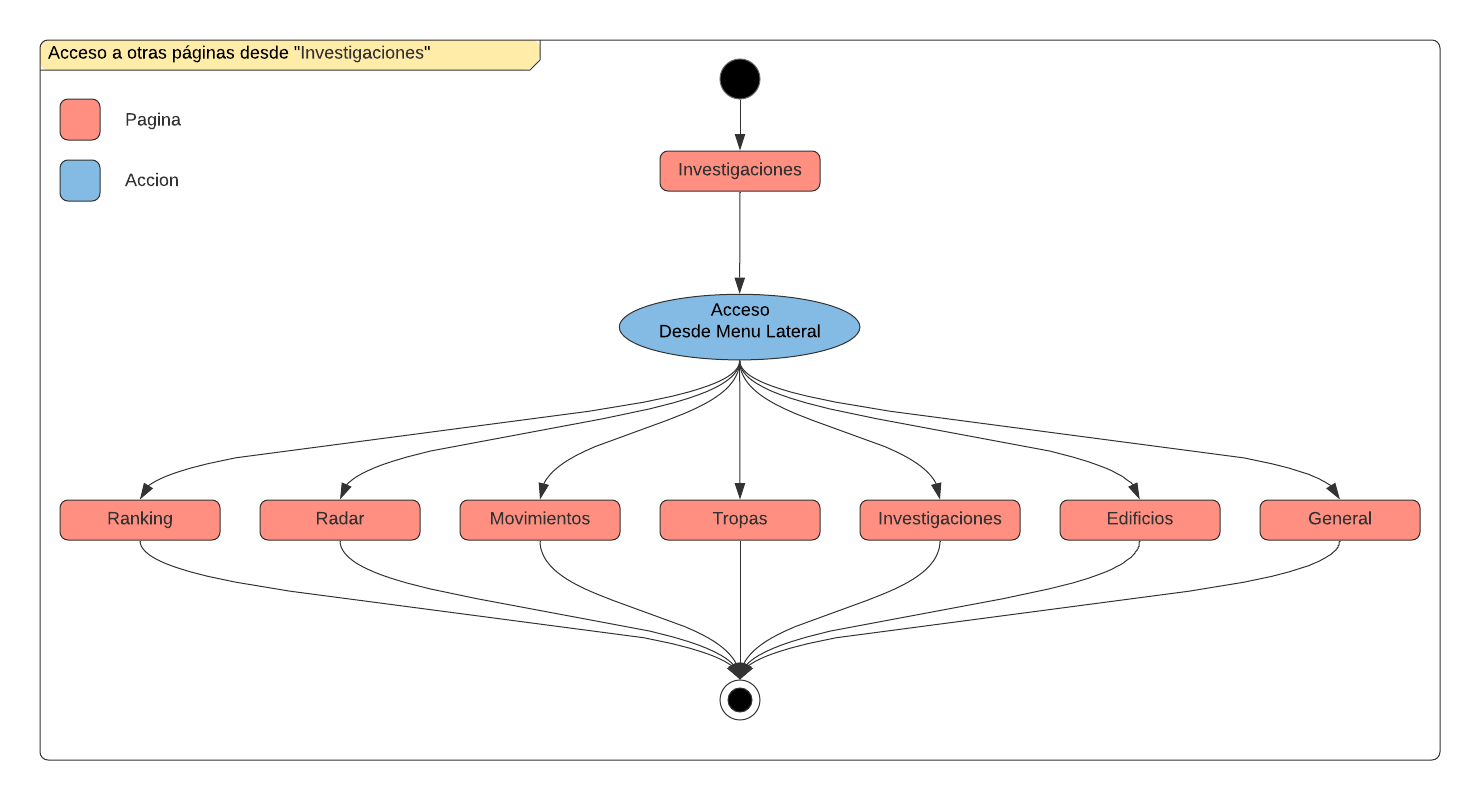 Acceso a otras páginas desde "Investigaciones"
Pagina
Accion
Investigaciones
Acceso
Desde Menu Lateral
Ranking
Radar
Movimientos
Tropas
Investigaciones
Edificios
General